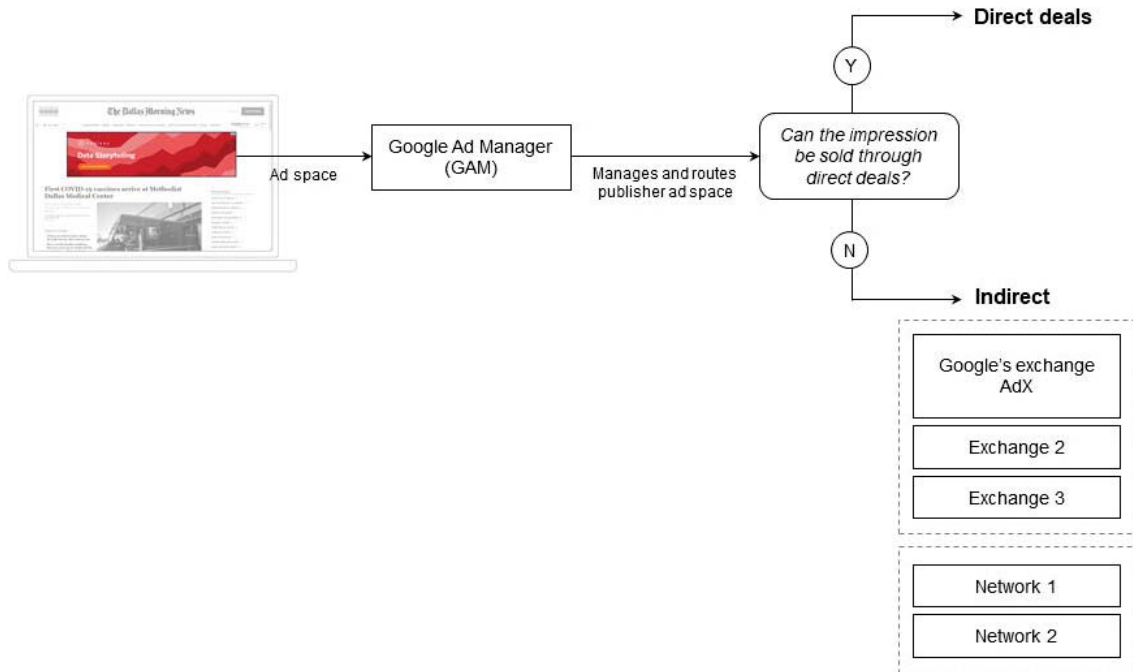 Direct deals
Y
The Dallas Morning News
Data Storytelling
First COVID-19 vaccines arrive at Methodist
Dallas Medical Center
Ad space
Google Ad Manager
(GAM)
Manages and routes
publisher ad space
Can the impression
be sold through
direct deals?
N
Indirect
Google's exchange
AdX
Exchange 2
Exchange 3
Network 1
Network 2